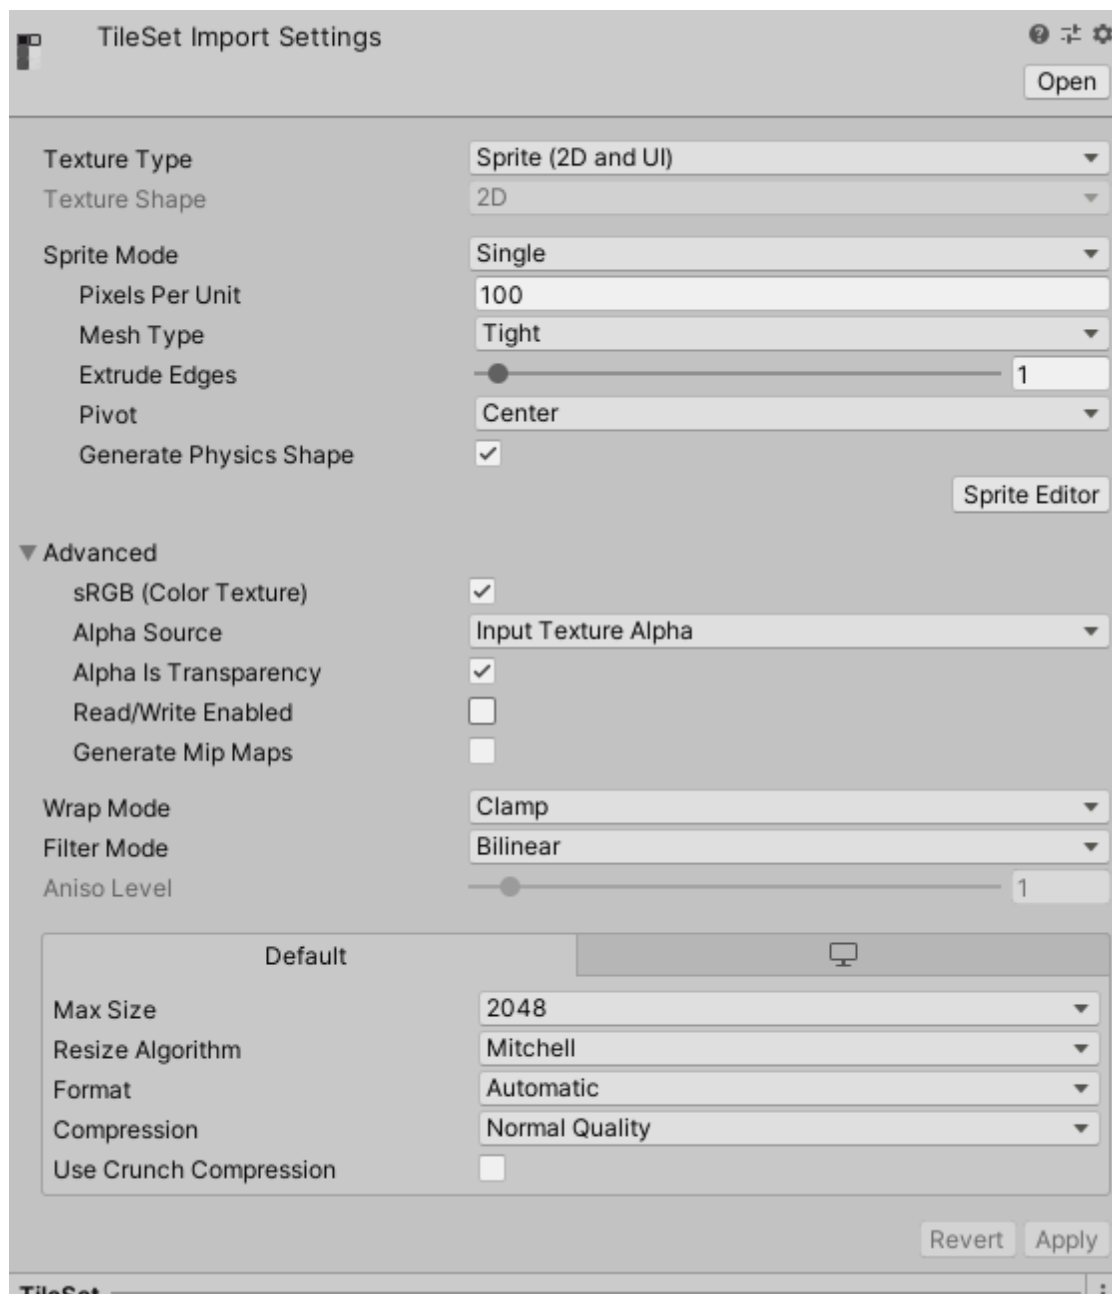 TileSet Import Settings
Open
Texture Type Sprite (2D and UI)
Texture Shape 2D
Sprite Mode Single
Pixels Per Unit 100
Mesh Type Tight
Extrude Edges 1
Pivot Center
Generate Physics Shape
Sprite Editor
Advanced
sRGB (Color Texture)
Alpha Source Input Texture Alpha
Alpha Is Transparency
Read/Write Enabled
Generate Mip Maps
Wrap Mode Clamp
Filter Mode Bilinear
Aniso Level 1
Default
Max Size 2048
Resize Algorithm Mitchell
Format Automatic
Compression Normal Quality
Use Crunch Compression
Revert Apply
TileSet